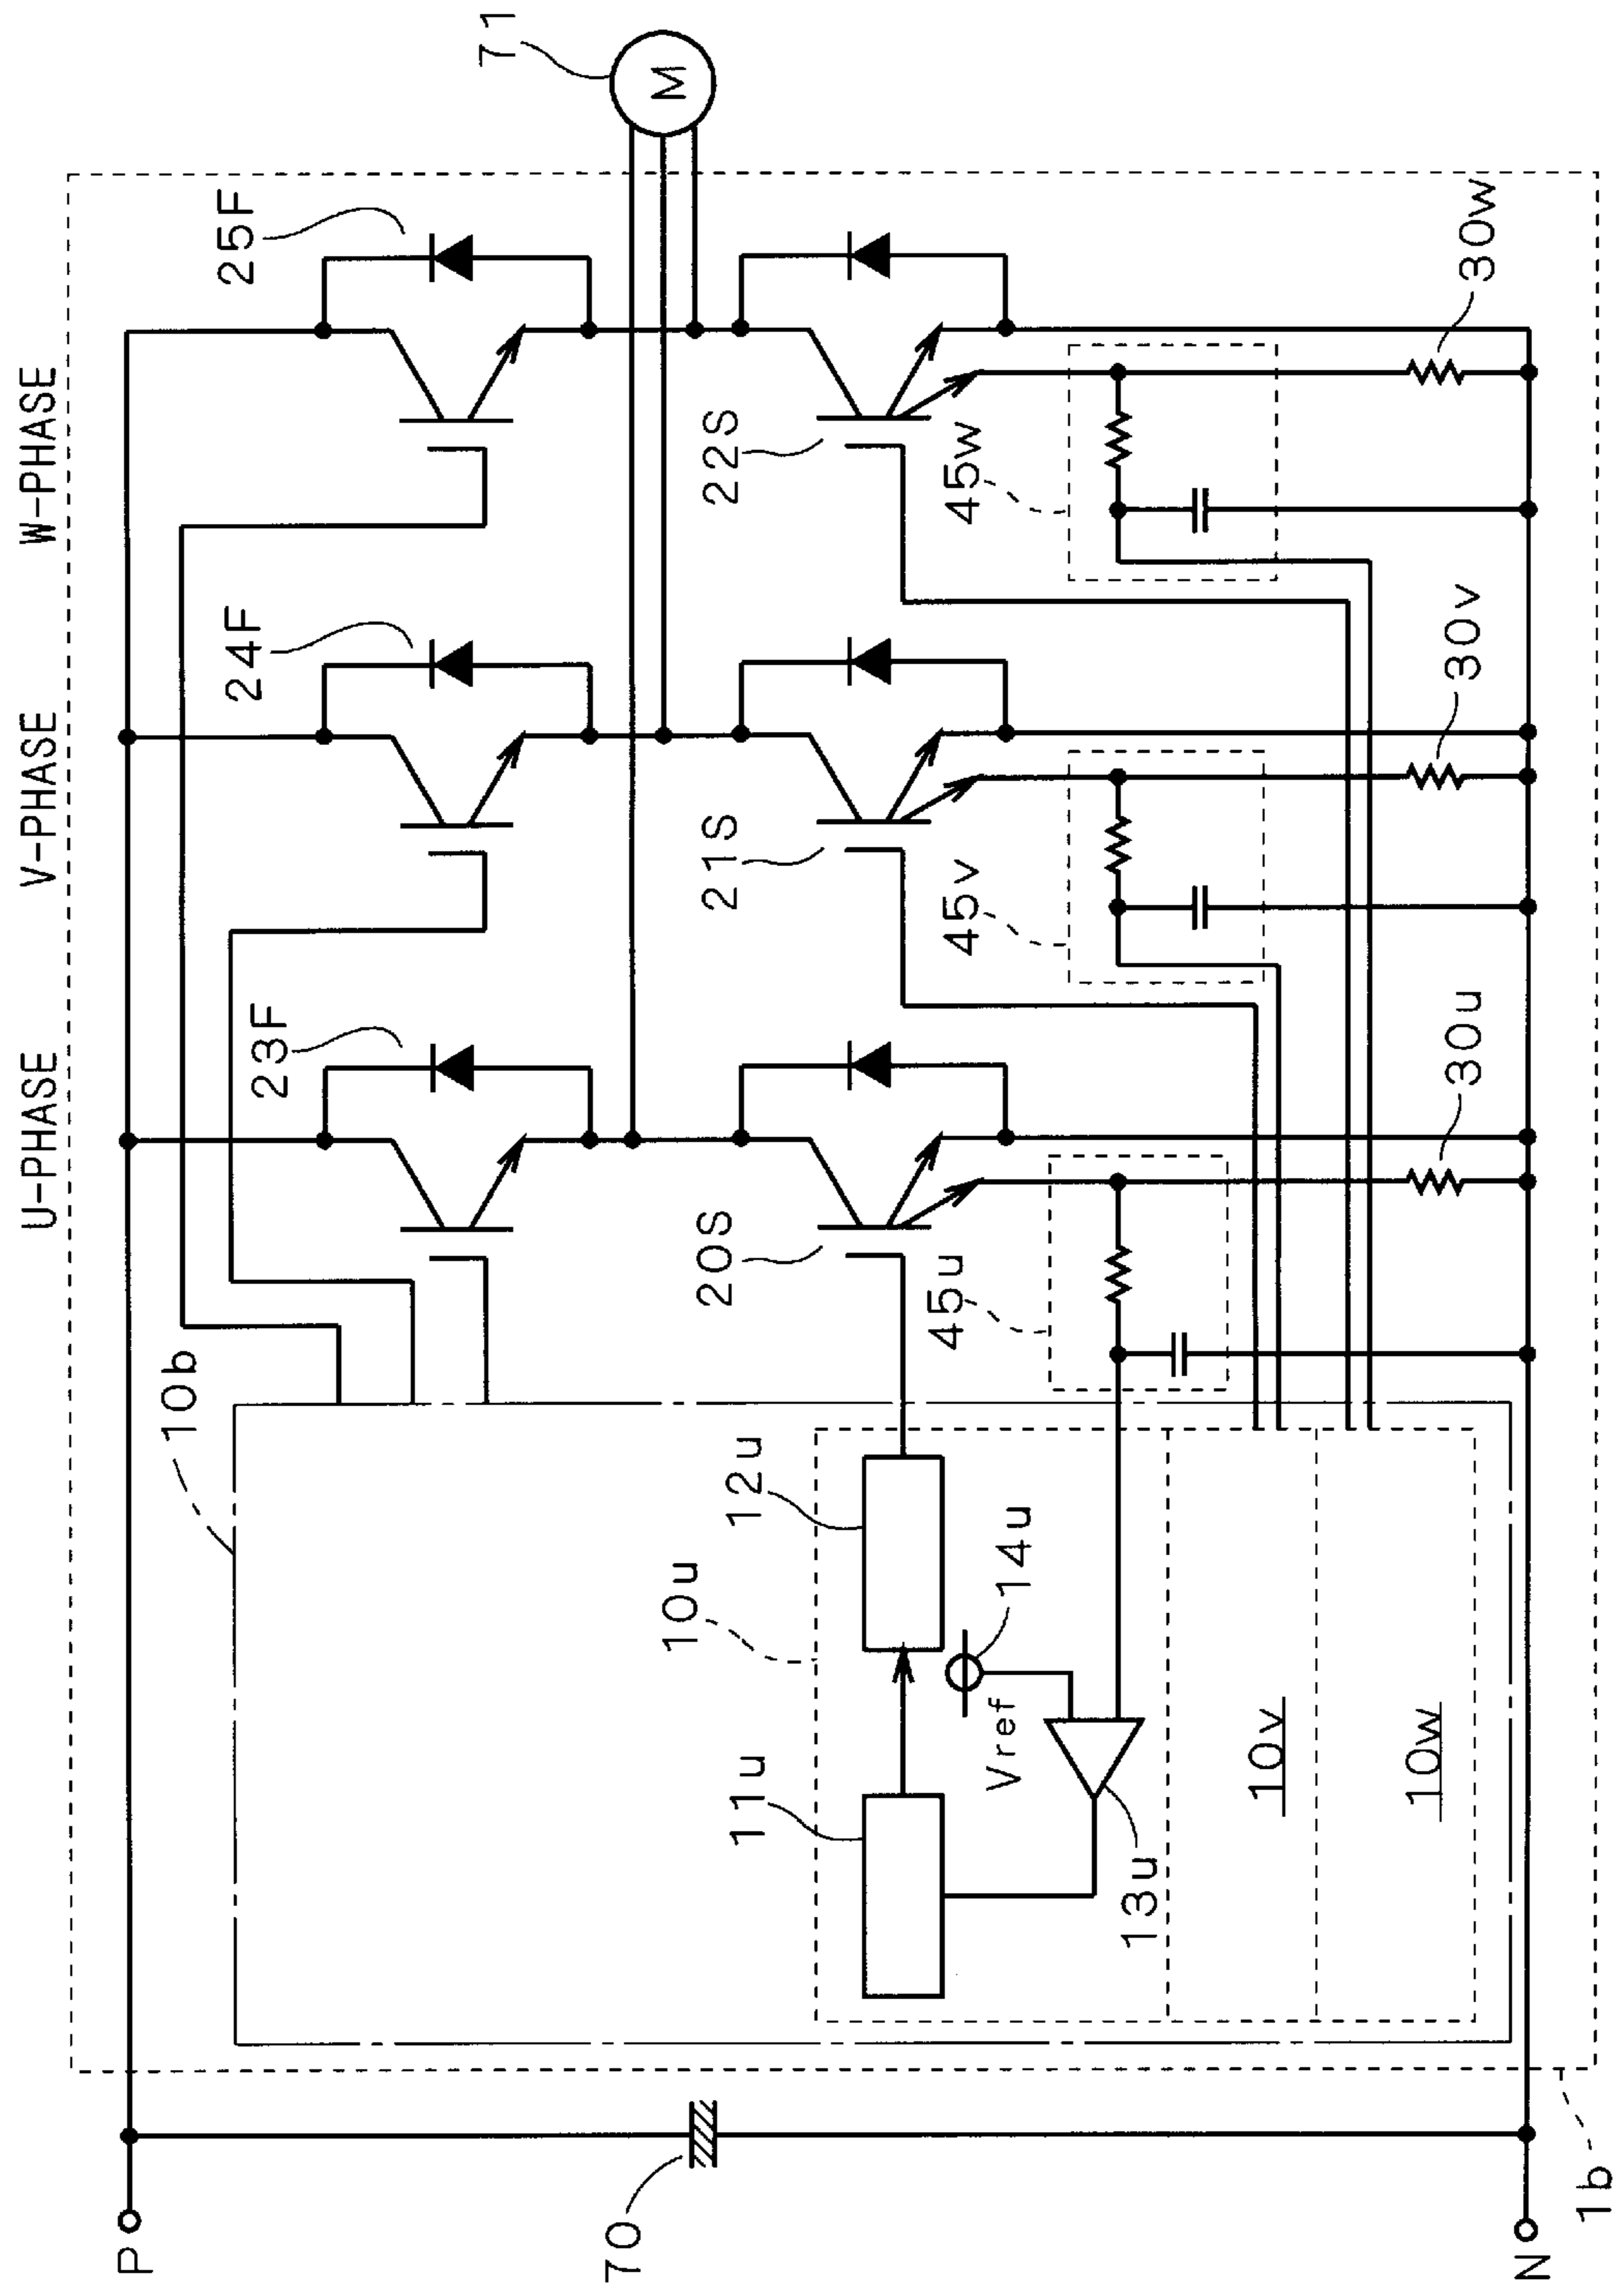 U-PHASE
V-PHASE
W-PHASE
P
10b
23F
24F
25F
71
M
70
10u
11u
12u
20S
21S
22S
Vref
14u
13u
45u
45v
45w
10v
10w
30u
30v
30w
N
1b